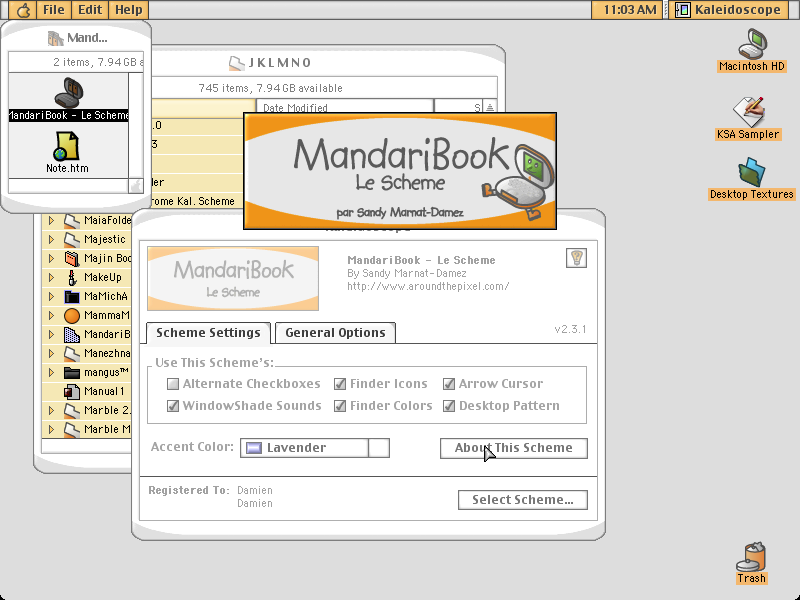 File Edit Help
11:03 AM Kaleidoscope
Mand...
2 items, 7.94 GB a
MandariBook - Le Scheme
Note.htm
JKLMNO
745 items, 7.94 GB available
Date Modified S
.0
3
ler
rome Kal. Scheme
MaiaFolde
Majestic
Majin Boo
MakeUp
MaMichA
MammaM
MandariB
Manezhna
mangus™
Manual1
Marble 2.
Marble M
MandariBook
Le Scheme
par Sandy Marnat-Damez
MandariBook
Le Scheme
MandariBook - Le Scheme
By Sandy Marnat-Damez
http://www.aroundthepixel.com/
?
Scheme Settings General Options
v2.3.1
Use This Scheme's:
Alternate Checkboxes Finder Icons Arrow Cursor
WindowShade Sounds Finder Colors Desktop Pattern
Accent Color: Lavender
About This Scheme
Registered To: Damien
Damien
Select Scheme...
Macintosh HD
KSA Sampler
Desktop Textures
Trash